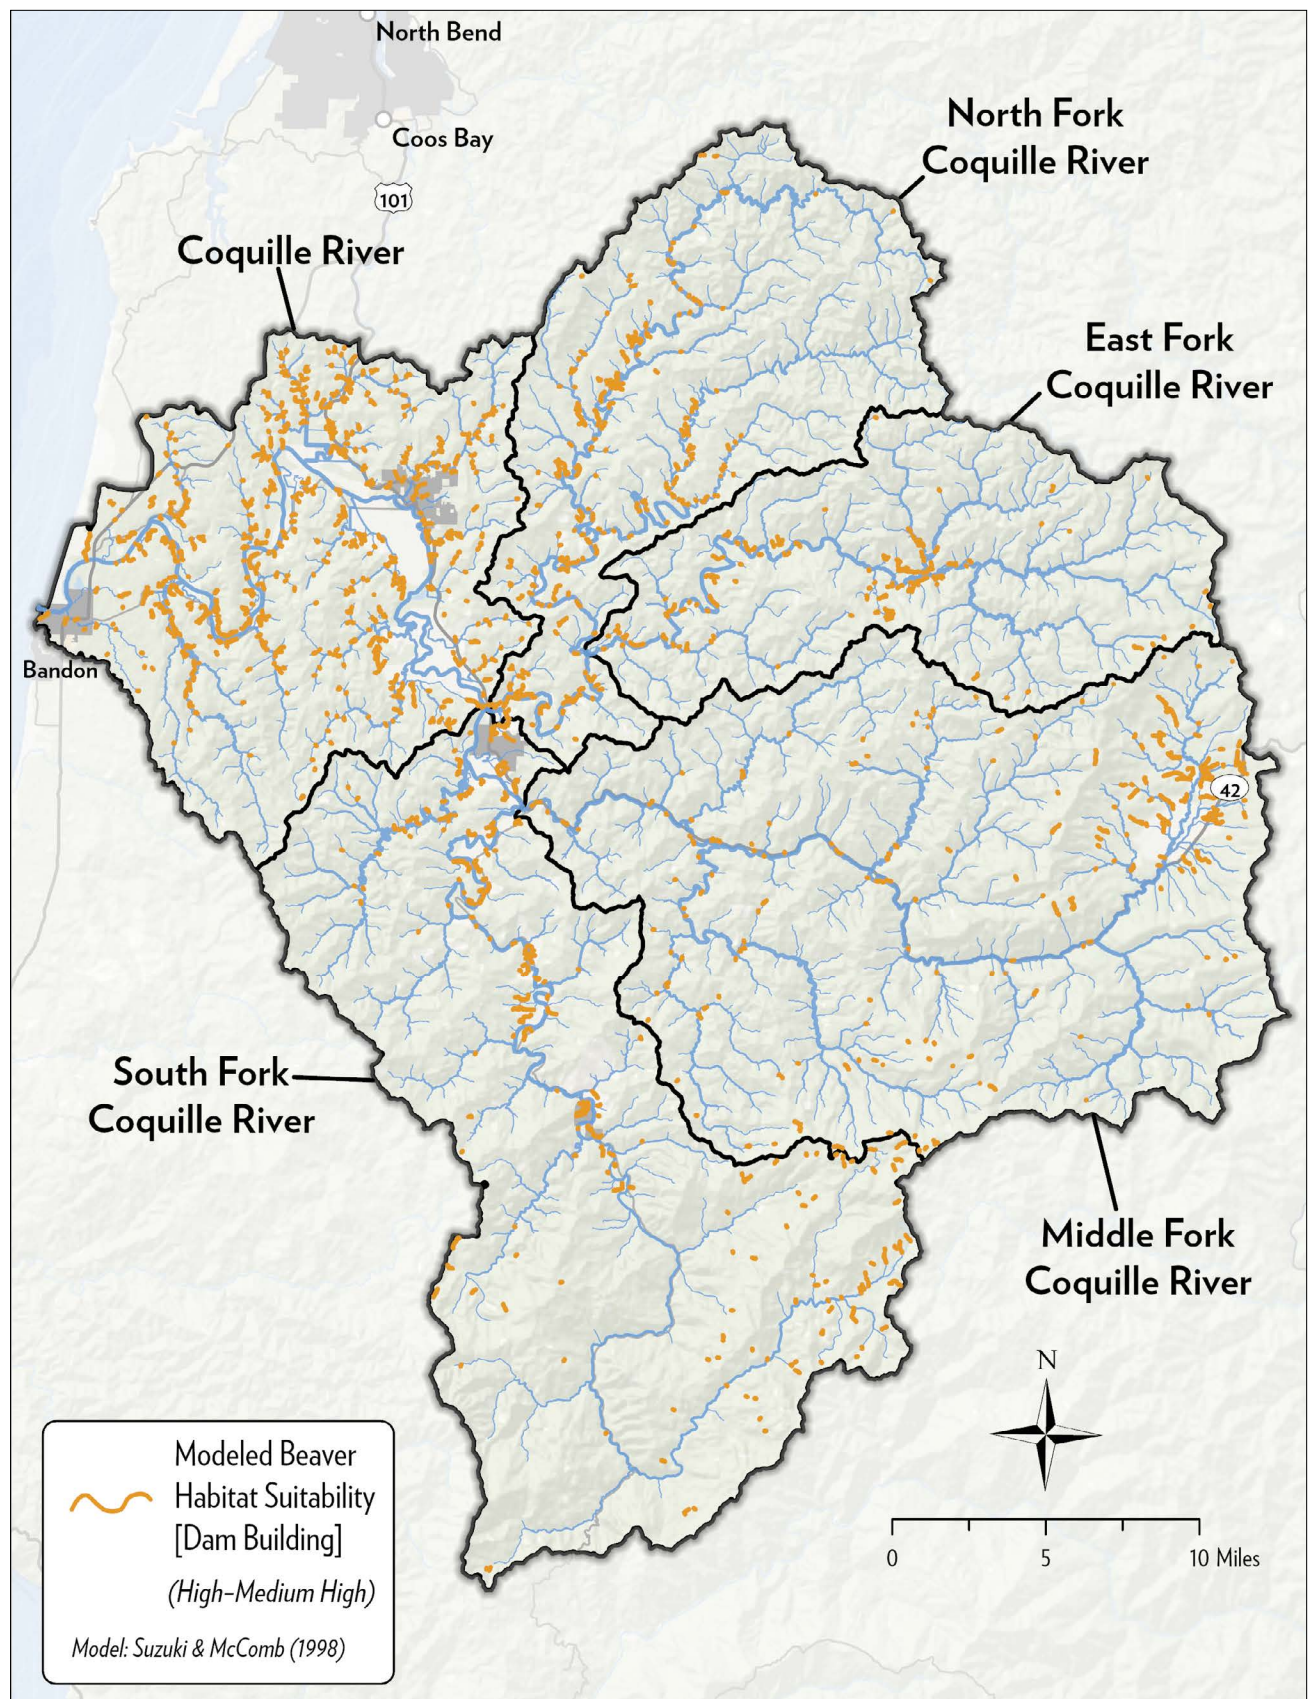 North Bend
Coos Bay
101
North Fork
Coquille River
Coquille River
East Fork
Coquille River
Bandon
42
South Fork
Coquille River
Middle Fork
Coquille River
N
Modeled Beaver
Habitat Suitability
[Dam Building]
(High–Medium High)
Model: Suzuki & McComb (1998)
0 5 10 Miles